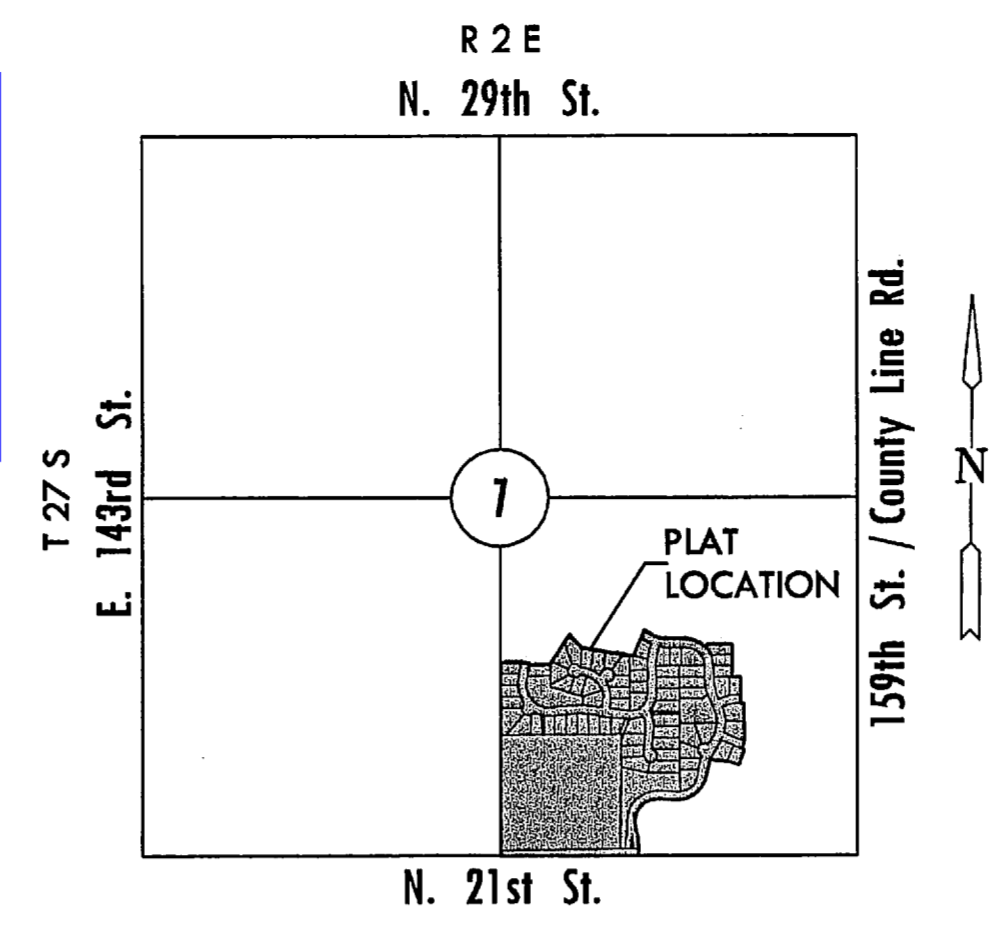 R 2 E
N. 29th St.
T 27 S
E. 143rd St.
7
PLAT
LOCATION
159th St. / County Line Rd.
N
N. 21st St.